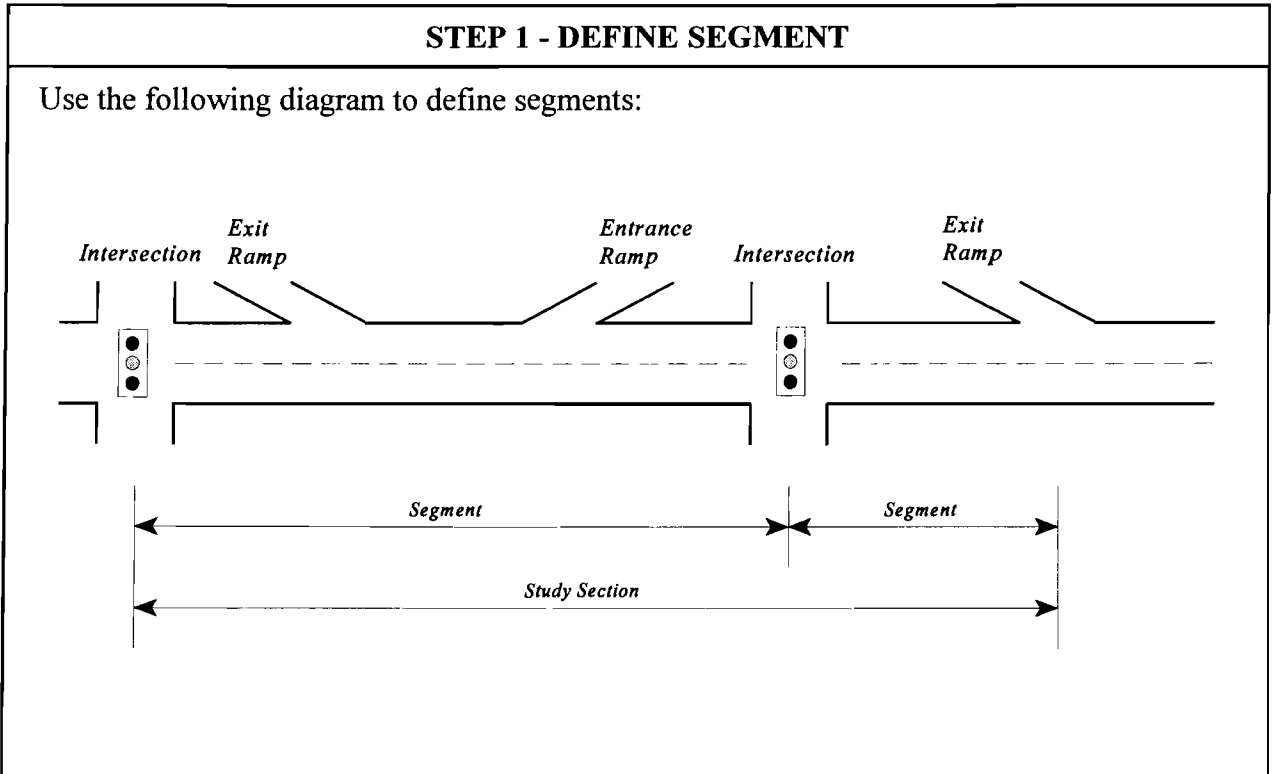 STEP 1 - DEFINE SEGMENT
Use the following diagram to define segments:
Intersection
Exit
Ramp
Entrance
Ramp
Intersection
Exit
Ramp
Segment
Segment
Study Section